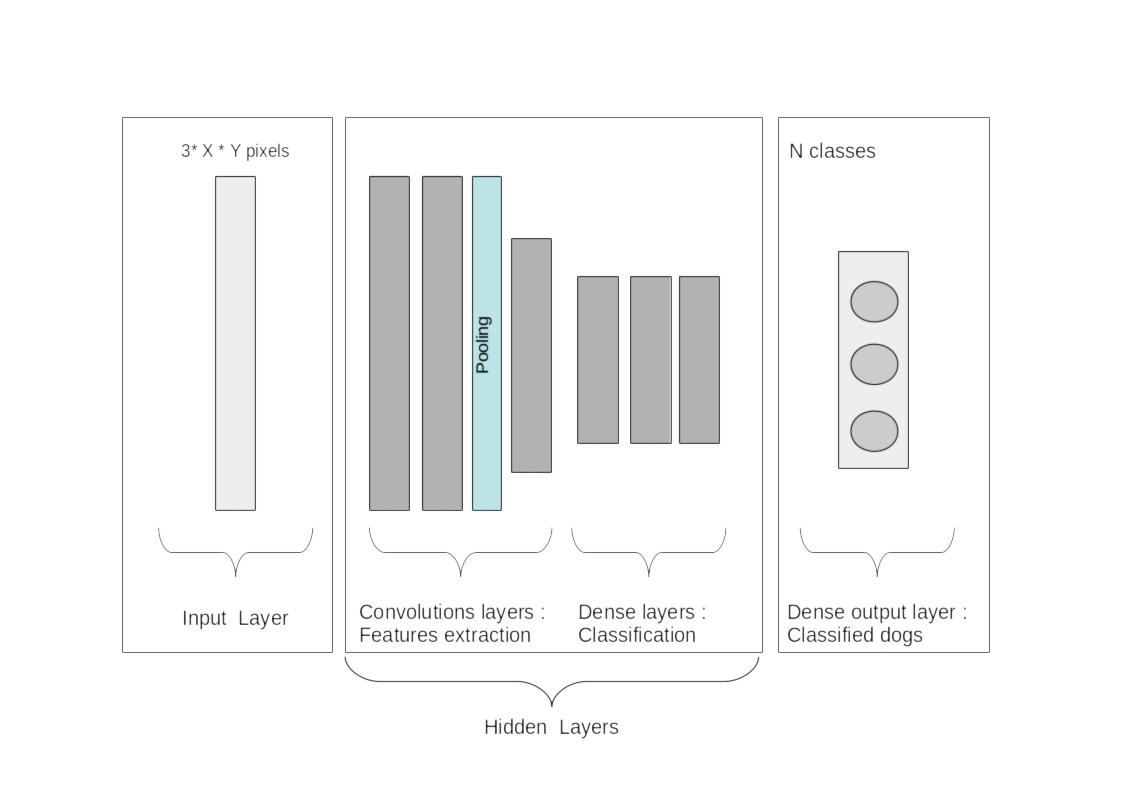 3* X * Y pixels
N classes
Pooling
Input Layer
Convolutions layers :
Features extraction
Dense layers :
Classification
Dense output layer :
Classified dogs
Hidden Layers